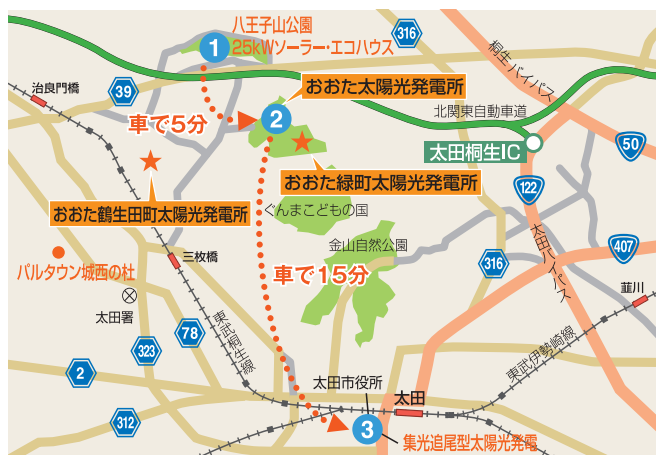 八王子山公園
25kWソーラー・エコハウス
1
316
桐生バイパス
39
治良門橋
おおた太陽光発電所
北関東自動車道
車で5分
2
太田桐生IC
50
おおた緑町太陽光発電所
122
おおた鶴生田町太陽光発電所
ぐんまこどもの国
太田バイパス
金山自然公園
407
三枚橋
316
パルタウン城西の杜
車で15分
韮川
太田署
東武桐生線
78
323
東武伊勢崎線
2
太田市役所
太田
312
3
集光追尾型太陽光発電